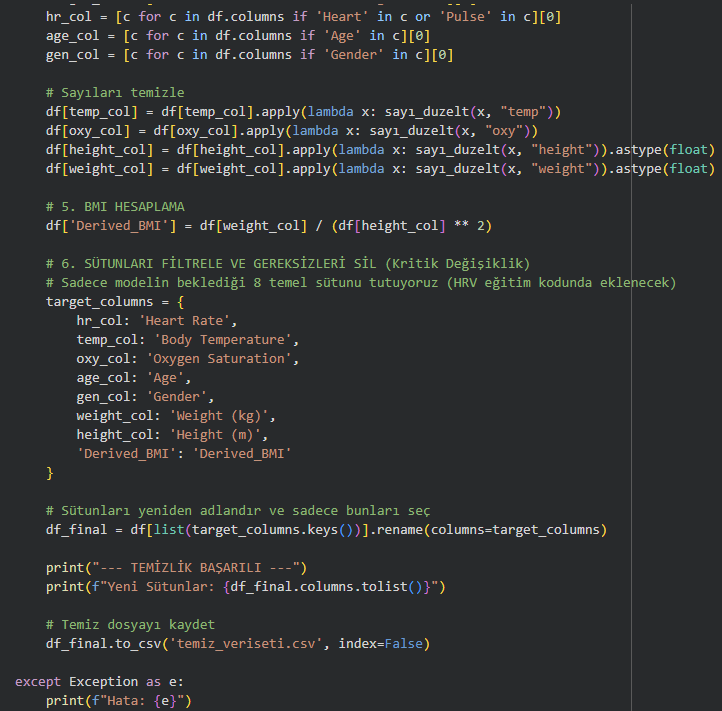 hr_col = [c for c in df.columns if 'Heart' in c or 'Pulse' in c][0]
age_col = [c for c in df.columns if 'Age' in c][0]
gen_col = [c for c in df.columns if 'Gender' in c][0]

# Sayıları temizle
df[temp_col] = df[temp_col].apply(lambda x: sayı_duzelt(x, "temp"))
df[oxy_col] = df[oxy_col].apply(lambda x: sayı_duzelt(x, "oxy"))
df[height_col] = df[height_col].apply(lambda x: sayı_duzelt(x, "height")).astype(float)
df[weight_col] = df[weight_col].apply(lambda x: sayı_duzelt(x, "weight")).astype(float)

# 5. BMI HESAPLAMA
df['Derived_BMI'] = df[weight_col] / (df[height_col] ** 2)

# 6. SÜTUNLARI FİLTRELE VE GEREKSİZLERİ SİL (Kritik Değişiklik)
# Sadece modelin beklediği 8 temel sütunu tutuyoruz (HRV eğitim kodunda eklenecek)
target_columns = {
    hr_col: 'Heart Rate',
    temp_col: 'Body Temperature',
    oxy_col: 'Oxygen Saturation',
    age_col: 'Age',
    gen_col: 'Gender',
    weight_col: 'Weight (kg)',
    height_col: 'Height (m)',
    'Derived_BMI': 'Derived_BMI'
}

# Sütunları yeniden adlandır ve sadece bunları seç
df_final = df[list(target_columns.keys())].rename(columns=target_columns)

print("--- TEMİZLİK BAŞARILI ---")
print(f"Yeni Sütunlar: {df_final.columns.tolist()}")

# Temiz dosyayı kaydet
df_final.to_csv('temiz_veriseti.csv', index=False)

except Exception as e:
    print(f"Hata: {e}")